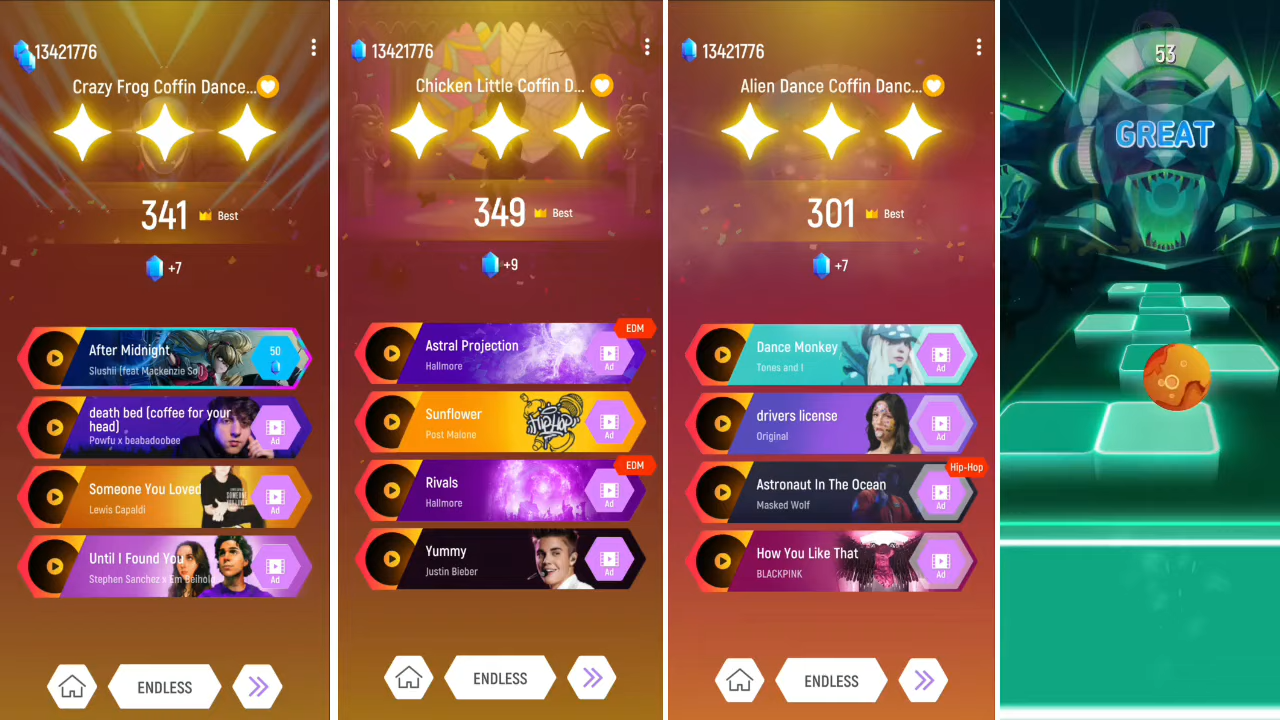 13421776
Crazy Frog Coffin Dance...
341
Best
+7
After Midnight
Slushii (feat Mackenzie Sol)
50
death bed (coffee for your
head)
Powfu x beabadoobee
Ad
Someone You Loved
Lewis Capaldi
Ad
Until I Found You
Stephen Sanchez x Em Beihold
Ad
ENDLESS
13421776
Chicken Little Coffin D...
349
Best
+9
EDM
Astral Projection
Hallmore
Ad
Sunflower
Post Malone
HIPHOP
Ad
EDM
Rivals
Hallmore
Ad
Yummy
Justin Bieber
Ad
ENDLESS
13421776
Alien Dance Coffin Danc...
301
Best
+7
Dance Monkey
Tones and I
Ad
drivers license
Original
Ad
Hip-Hop
Astronaut In The Ocean
Masked Wolf
Ad
How You Like That
BLACKPINK
Ad
ENDLESS
53
GREAT